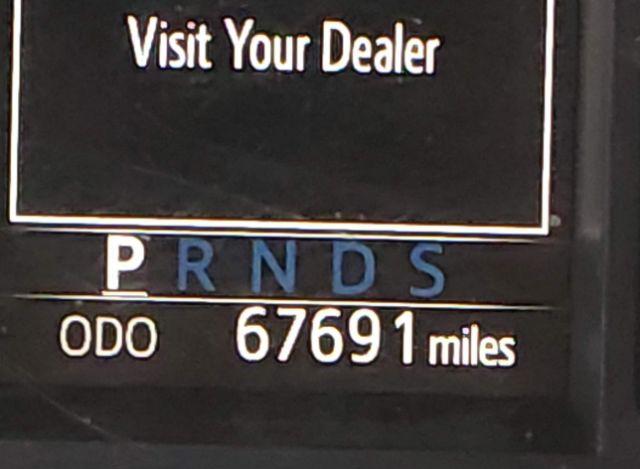 Visit Your Dealer
P R N D S
ODO 67691 miles